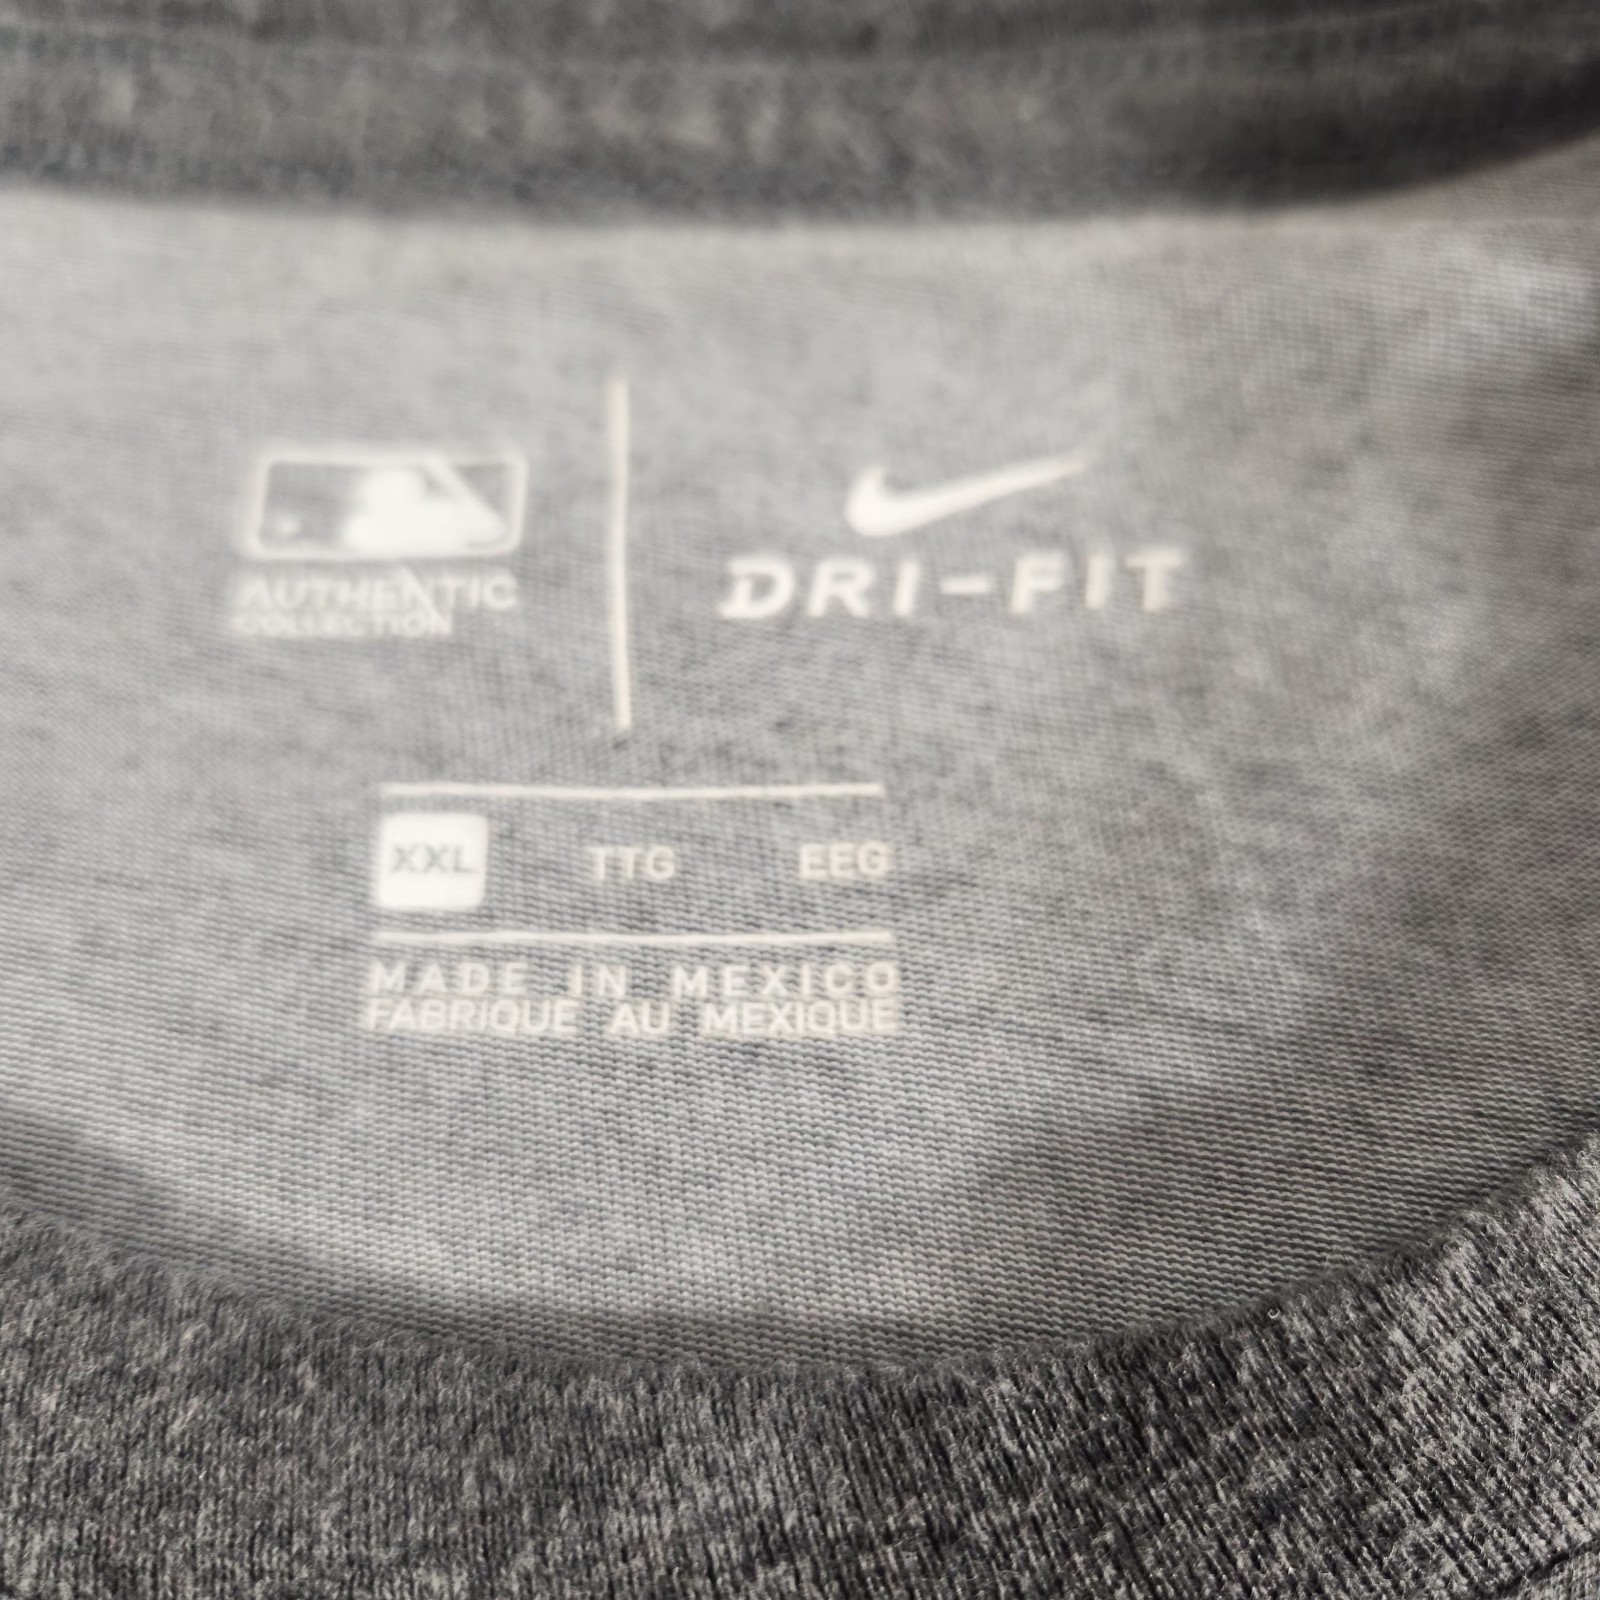 AUTHENTIC
COLLECTION
DRI-FIT
XXL TTG EEG
MADE IN MEXICO
FABRIQUE AU MEXIQUE